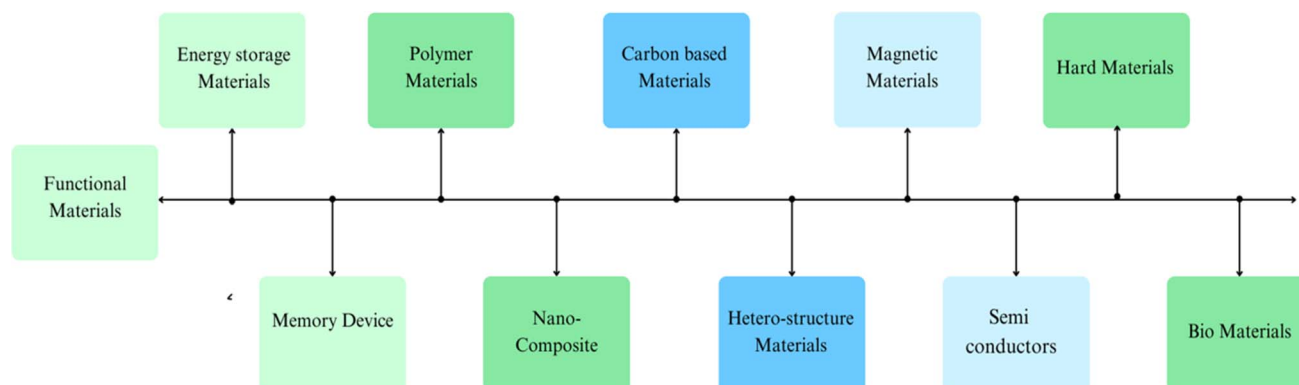 Energy storage
Materials
Polymer
Materials
Carbon based
Materials
Magnetic
Materials
Hard Materials
Functional
Materials
Memory Device
Nano-
Composite
Hetero-structure
Materials
Semi
conductors
Bio Materials